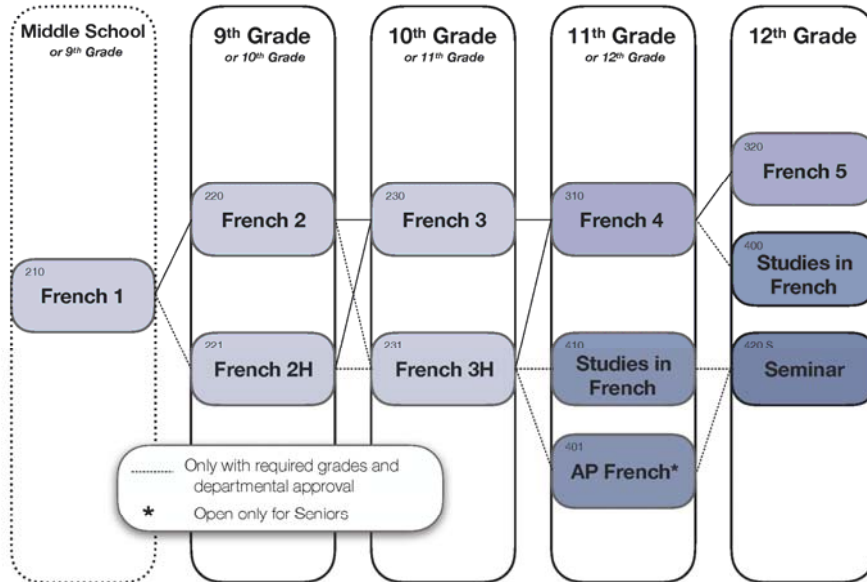 Middle School
or 9th Grade
9th Grade
or 10th Grade
10th Grade
or 11th Grade
11th Grade
or 12th Grade
12th Grade
210
French 1
220
French 2
221
French 2H
230
French 3
231
French 3H
310
French 4
410
Studies in
French
401
AP French*
320
French 5
400
Studies in
French
420 S
Seminar
Only with required grades and
departmental approval
* Open only for Seniors